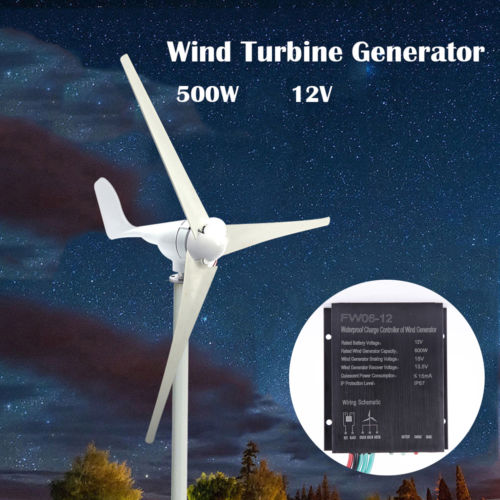 Wind Turbine Generator
500W 12V
FW06-12
Waterproof Charge Controller of Wind Generator
Rated Battery Voltage: 12V
Rated Wind Generator Capacity: 600W
Wind Generator Braking Voltage: 15V
Wind Generator Recover Voltage: 13.5V
Quiescent Power Consumption: ≤ 15mA
IP Protection Level: IP67
Wiring Schematic